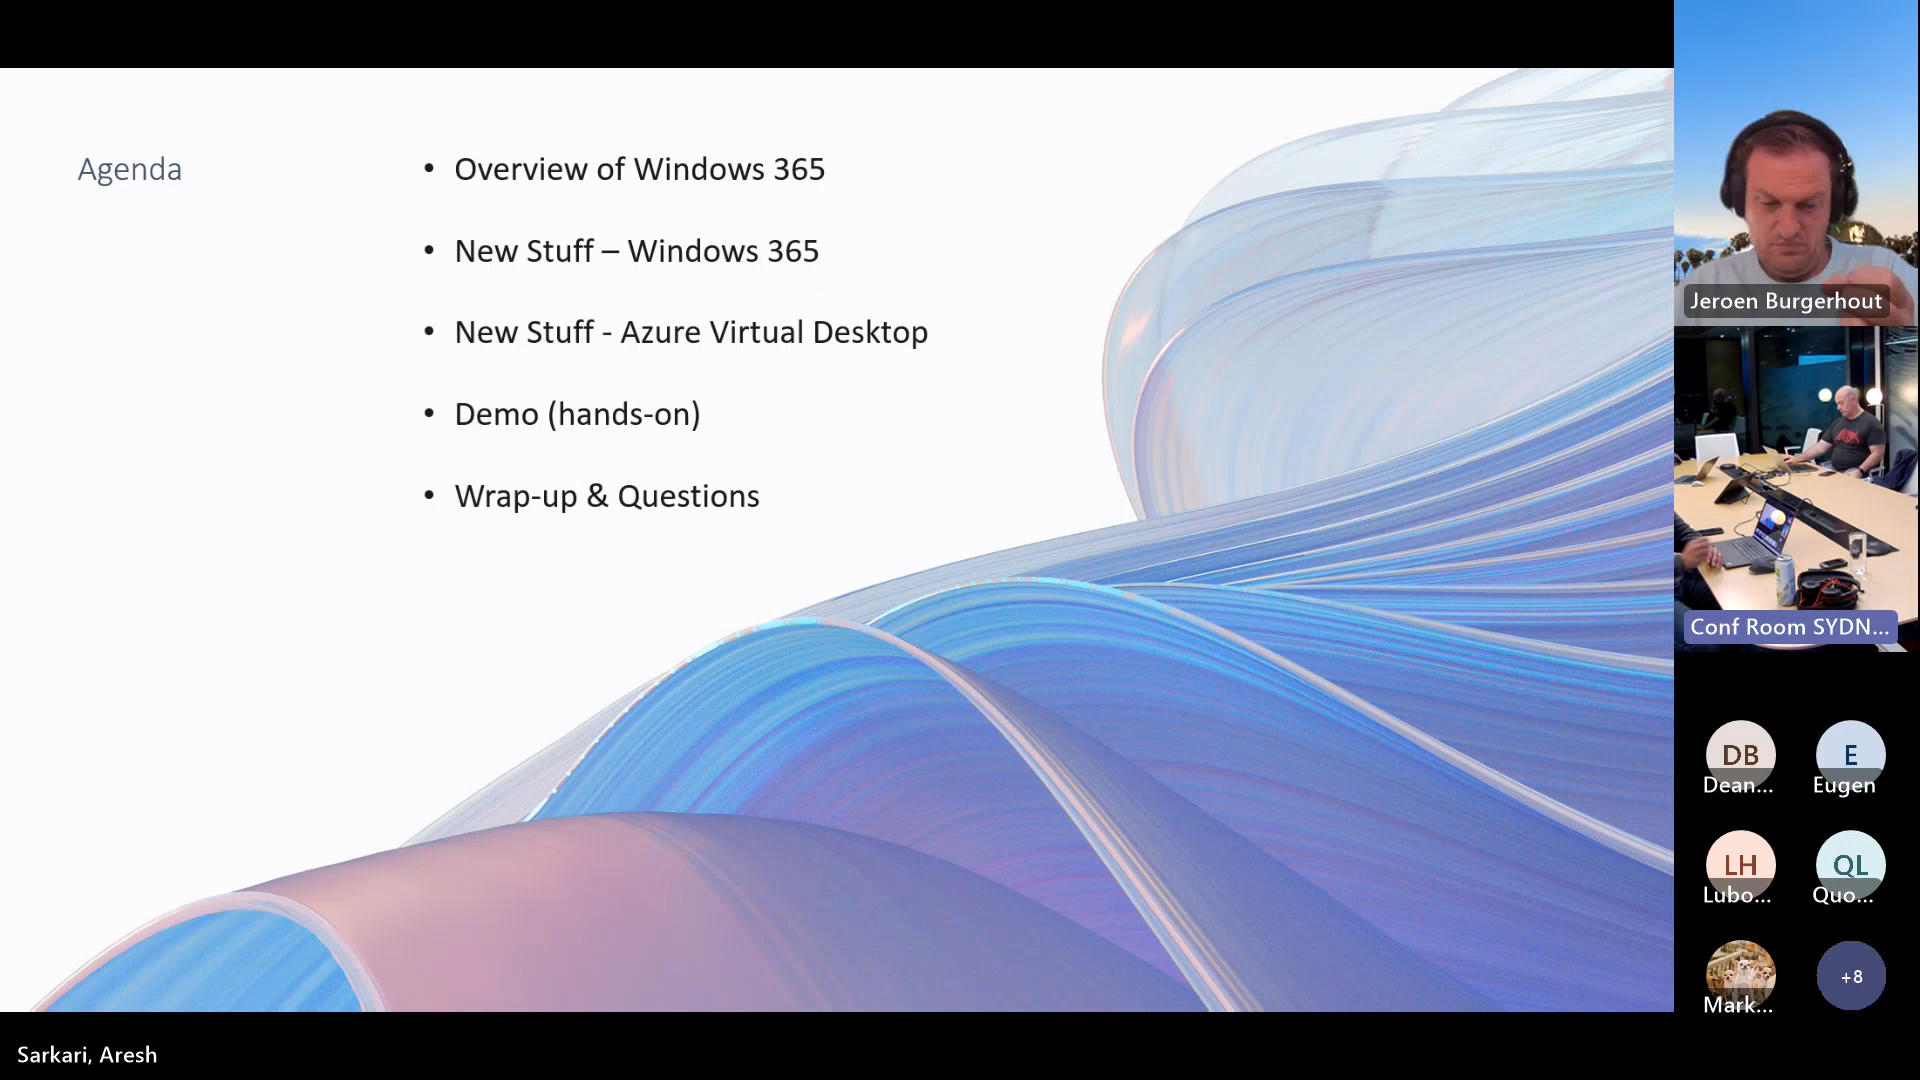 Agenda
• Overview of Windows 365
• New Stuff – Windows 365
• New Stuff - Azure Virtual Desktop
• Demo (hands-on)
• Wrap-up & Questions
Jeroen Burgerhout
Conf Room SYDN...
DB
Dean...
E
Eugen
LH
Lubo...
QL
Quo...
Mark...
+8
Sarkari, Aresh